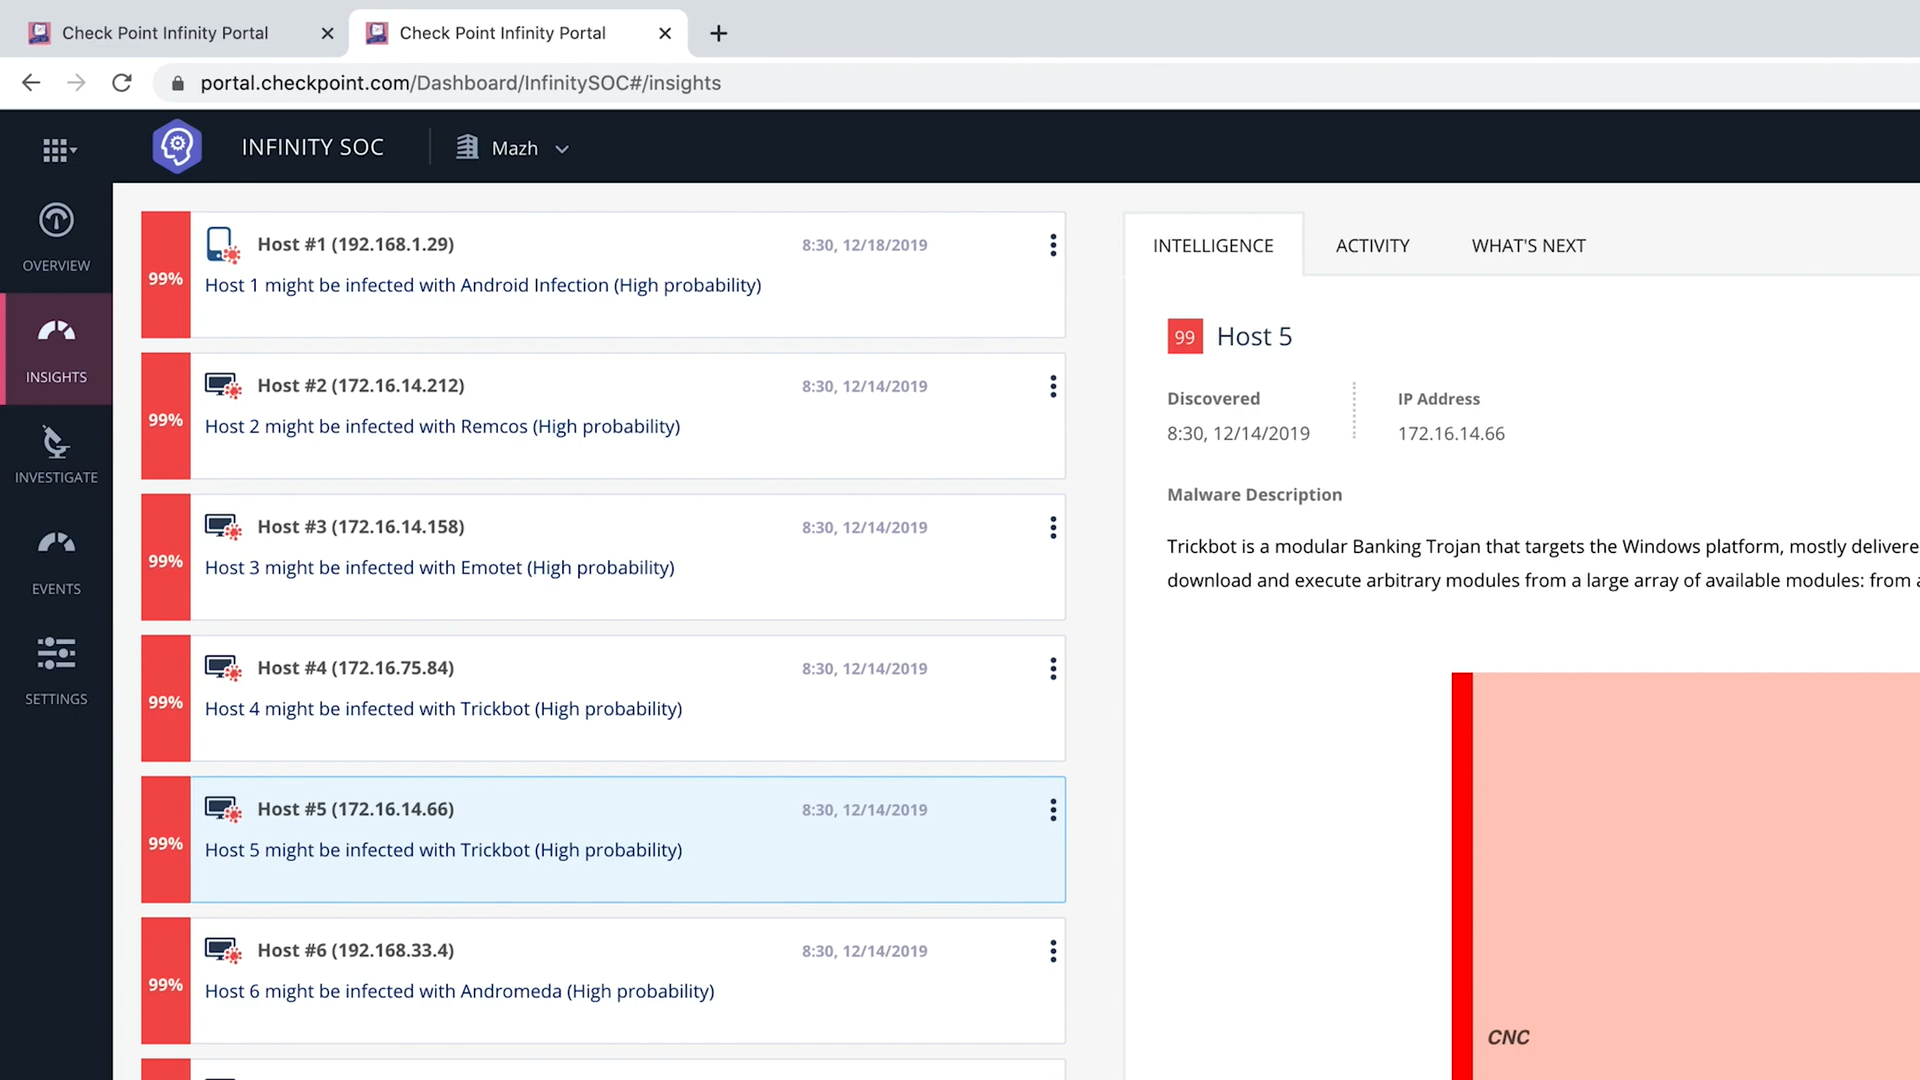 Check Point Infinity Portal
Check Point Infinity Portal
portal.checkpoint.com/Dashboard/InfinitySOC#/insights
INFINITY SOC
Mazh
OVERVIEW
INSIGHTS
INVESTIGATE
EVENTS
SETTINGS
99%
Host #1 (192.168.1.29)
8:30, 12/18/2019
Host 1 might be infected with Android Infection (High probability)
99%
Host #2 (172.16.14.212)
8:30, 12/14/2019
Host 2 might be infected with Remcos (High probability)
99%
Host #3 (172.16.14.158)
8:30, 12/14/2019
Host 3 might be infected with Emotet (High probability)
99%
Host #4 (172.16.75.84)
8:30, 12/14/2019
Host 4 might be infected with Trickbot (High probability)
99%
Host #5 (172.16.14.66)
8:30, 12/14/2019
Host 5 might be infected with Trickbot (High probability)
99%
Host #6 (192.168.33.4)
8:30, 12/14/2019
Host 6 might be infected with Andromeda (High probability)
INTELLIGENCE
ACTIVITY
WHAT'S NEXT
99
Host 5
Discovered
IP Address
8:30, 12/14/2019
172.16.14.66
Malware Description
Trickbot is a modular Banking Trojan that targets the Windows platform, mostly delivere
download and execute arbitrary modules from a large array of available modules: from a
CNC